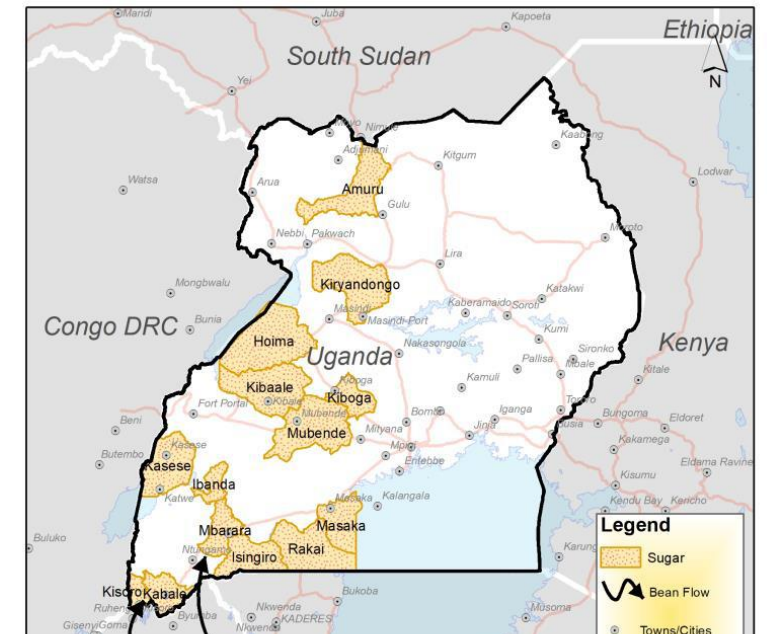 Maridi
Juba
Kapoeta
Ethiopia
South Sudan
N
Yei
Nimule
Kaabong
Adjumani
Kitgum
Watsa
Arua
Amuru
Lodwar
Gulu
Moroto
Nebbi
Pakwach
Lira
Mongbwalu
Kiryandongo
Katakwi
Kaberamaido
Soroti
Masindi
Masindi-Port
Bunia
Congo DRC
Hoima
Kumi
Kenya
Nakasongola
Sironko
Uganda
Pallisa
Mbale
Kitale
Kibaale
Kiboga
Kamuli
Kiboga
Fort Portal
Mubende
Iganga
Tororo
Bungoma
Beni
Mubende
Mityana
Jinja
Busia
Eldoret
Kakamega
Kasese
Butembo
Kasese
Entebbe
Eldama Ravine
Kisumu
Ibanda
Katwe
Masaka
Kalangala
Kendu Bay
Kericho
Masaka
Mbarara
Legend
Buluko
Rakai
Isingiro
Ntungamo
Sugar
Karung
Kisoro
Kabale
Bukoba
Bean Flow
Ruhen
Nkwenda
Musoma
Byumba
KADERES
Gisenyi
Goma
Nkwenda
Towns/Cities